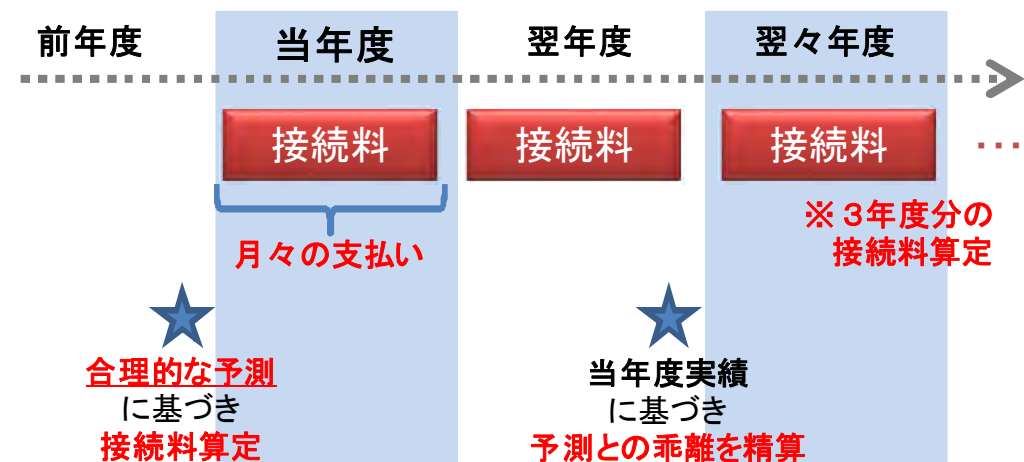 前年度
当年度
翌年度
翌々年度
接続料
接続料
接続料
…
月々の支払い
※３年度分の
接続料算定
合理的な予測
に基づき
接続料算定
当年度実績
に基づき
予測との乖離を精算